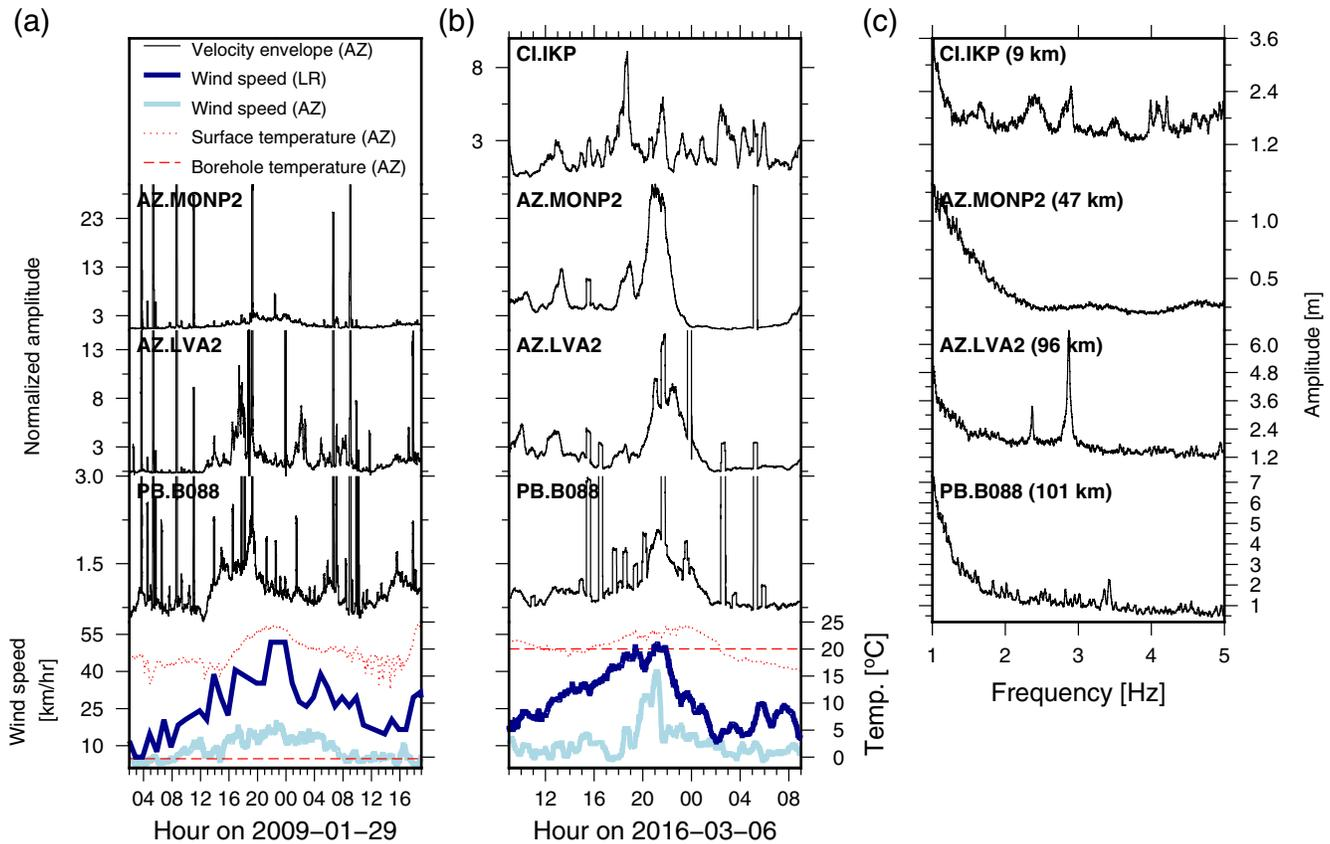 (a)
Velocity envelope (AZ)
Wind speed (LR)
Wind speed (AZ)
Surface temperature (AZ)
Borehole temperature (AZ)
AZ.MONP2
23
13
3
AZ.LVA2
13
8
3
PB.B088
3.0
1.5
55
40
25
10
Normalized amplitude
Wind speed
[km/hr]
04 08 12 16 20 00 04 08 12 16
Hour on 2009−01−29
(b)
CI.IKP
8
3
AZ.MONP2
AZ.LVA2
PB.B088
25
20
15
10
5
0
Temp. [ºC]
12 16 20 00 04 08
Hour on 2016−03−06
(c)
CI.IKP (9 km)
3.6
2.4
1.2
AZ.MONP2 (47 km)
1.0
0.5
AZ.LVA2 (96 km)
6.0
4.8
3.6
2.4
1.2
PB.B088 (101 km)
7
6
5
4
3
2
1
Amplitude [m]
1 2 3 4 5
Frequency [Hz]